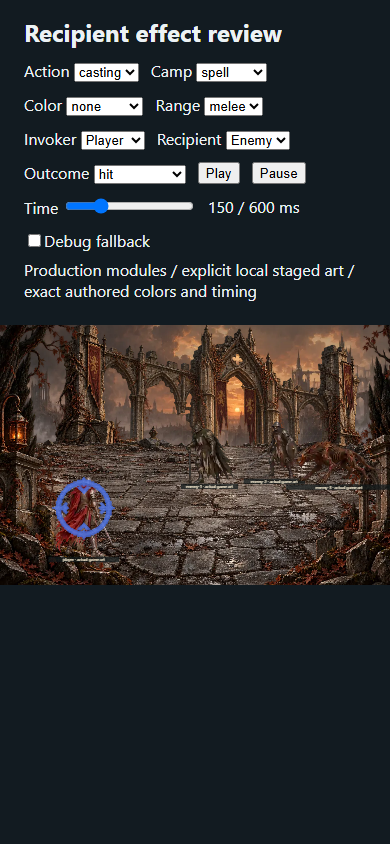 Recipient effect review
Action casting Camp spell
Color none Range melee
Invoker Player Recipient Enemy
Outcome hit Play Pause
Time 150 / 600 ms
Debug fallback
Production modules / explicit local staged art /
exact authored colors and timing